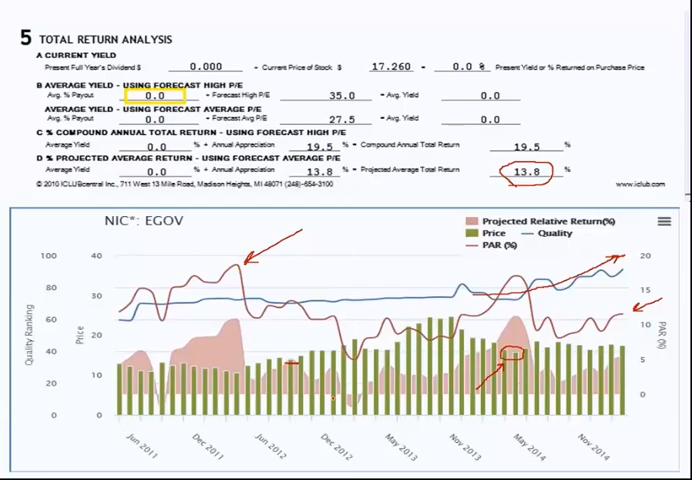 5 TOTAL RETURN ANALYSIS
A CURRENT YIELD
Present Full Year's Dividend $ 0.000 ÷ Current Price of Stock $ 17.260 = 0.0 % Present Yield or % Returned on Purchase Price
B AVERAGE YIELD - USING FORECAST HIGH P/E
Avg. % Payout 0.0 ÷ Forecast High P/E 35.0 = Avg. Yield 0.0
AVERAGE YIELD - USING FORECAST AVERAGE P/E
Avg. % Payout 0.0 ÷ Forecast Avg P/E 27.5 = Avg. Yield 0.0
C % COMPOUND ANNUAL TOTAL RETURN - USING FORECAST HIGH P/E
Average Yield 0.0 % + Annual Appreciation 19.5 % = Compound Annual Total Return 19.5 %
D % PROJECTED AVERAGE RETURN - USING FORECAST AVERAGE P/E
Average Yield 0.0 % + Annual Appreciation 13.8 % = Projected Average Total Return 13.8 %
© 2010 ICLUBcentral Inc., 711 West 13 Mile Road, Madison Heights, MI 48071 (248)-654-3100 www.iclub.com
NIC*: EGOV
Projected Relative Return(%)
Price Quality
PAR (%)
100 40 20
80 30 15
60 20 10
40 5
20 10 0
0 0
Quality Ranking
Price
PAR (%)
Jun 2011 Dec 2011 Jun 2012 Dec 2012 May 2013 Nov 2013 May 2014 Nov 2014